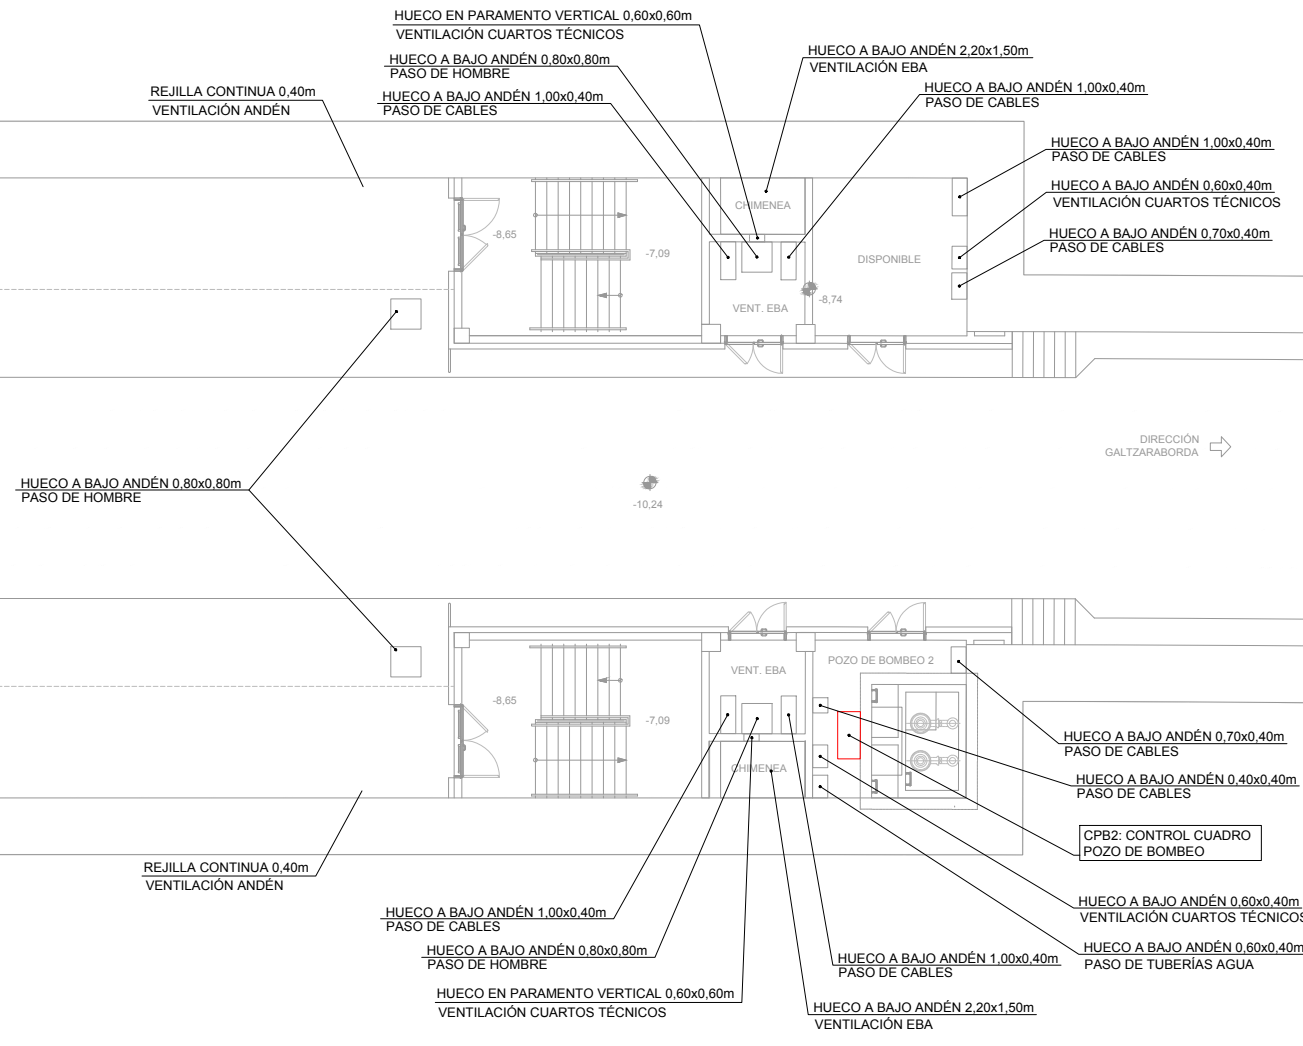 HUECO EN PARAMENTO VERTICAL 0,60x0,60m
VENTILACIÓN CUARTOS TÉCNICOS
HUECO A BAJO ANDÉN 0,80x0,80m
PASO DE HOMBRE
HUECO A BAJO ANDÉN 1,00x0,40m
PASO DE CABLES
REJILLA CONTINUA 0,40m
VENTILACIÓN ANDÉN
HUECO A BAJO ANDÉN 2,20x1,50m
VENTILACIÓN EBA
HUECO A BAJO ANDÉN 1,00x0,40m
PASO DE CABLES
HUECO A BAJO ANDÉN 1,00x0,40m
PASO DE CABLES
HUECO A BAJO ANDÉN 0,60x0,40m
VENTILACIÓN CUARTOS TÉCNICOS
HUECO A BAJO ANDÉN 0,70x0,40m
PASO DE CABLES
CHIMENEA
-8,65
-7,09
DISPONIBLE
VENT. EBA
-8,74
DIRECCIÓN
GALTZARABORDA
HUECO A BAJO ANDÉN 0,80x0,80m
PASO DE HOMBRE
-10,24
VENT. EBA
POZO DE BOMBEO 2
-8,65
-7,09
CHIMENEA
HUECO A BAJO ANDÉN 0,70x0,40m
PASO DE CABLES
HUECO A BAJO ANDÉN 0,40x0,40m
PASO DE CABLES
CPB2: CONTROL CUADRO
POZO DE BOMBEO
REJILLA CONTINUA 0,40m
VENTILACIÓN ANDÉN
HUECO A BAJO ANDÉN 0,60x0,40m
VENTILACIÓN CUARTOS TÉCNICOS
HUECO A BAJO ANDÉN 1,00x0,40m
PASO DE CABLES
HUECO A BAJO ANDÉN 0,80x0,80m
PASO DE HOMBRE
HUECO A BAJO ANDÉN 1,00x0,40m
PASO DE CABLES
HUECO A BAJO ANDÉN 0,60x0,40m
PASO DE TUBERÍAS AGUA
HUECO EN PARAMENTO VERTICAL 0,60x0,60m
VENTILACIÓN CUARTOS TÉCNICOS
HUECO A BAJO ANDÉN 2,20x1,50m
VENTILACIÓN EBA